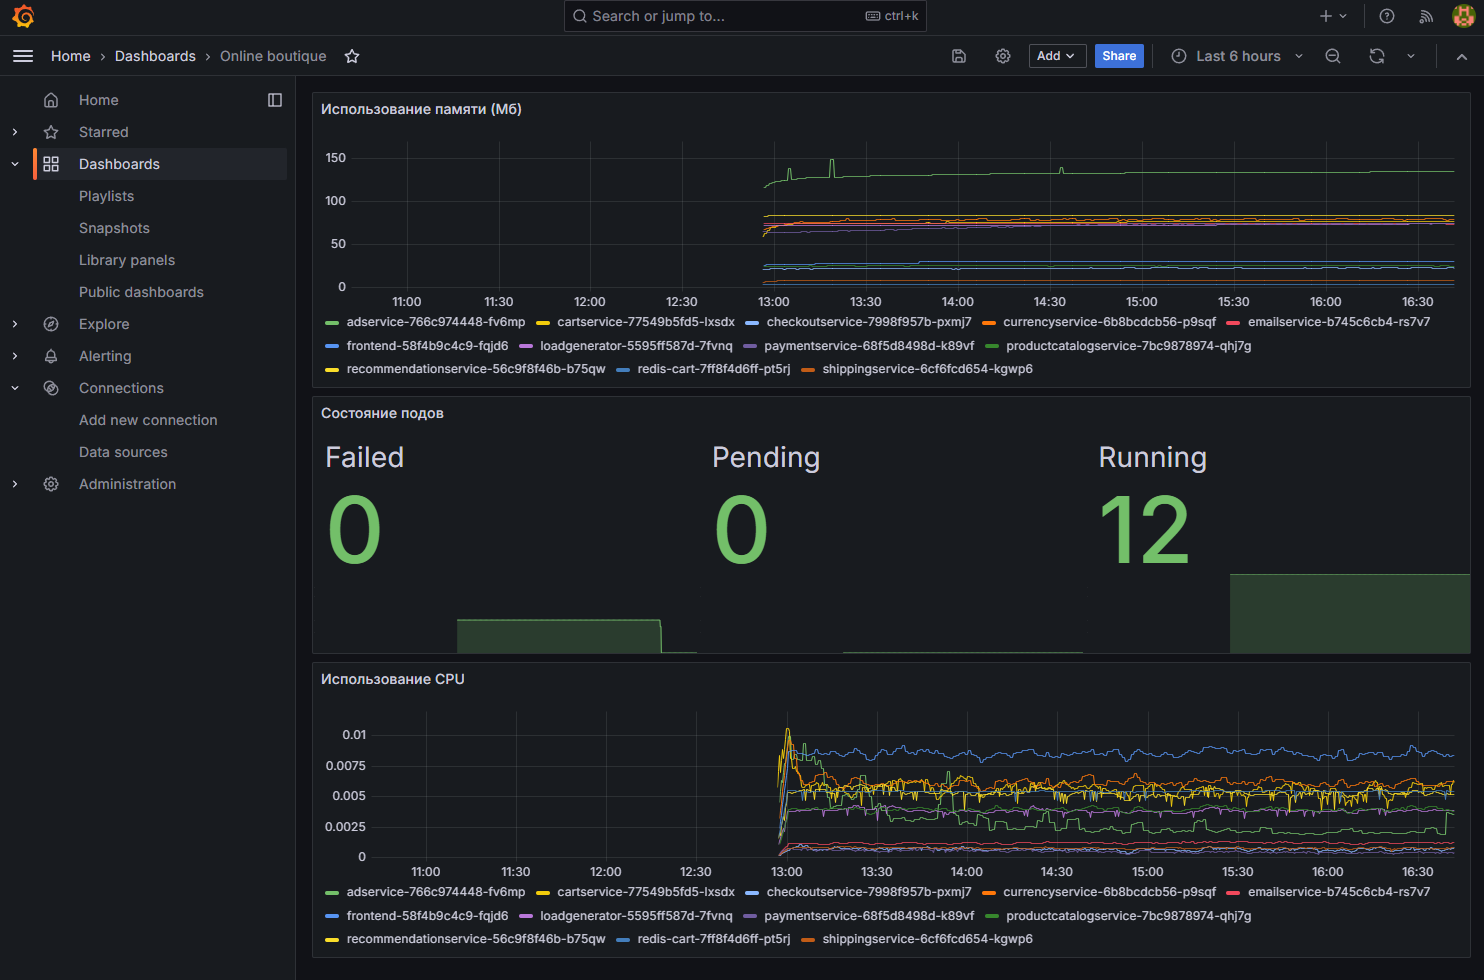 Search or jump to... ctrl+k
Home › Dashboards › Online boutique Add Share Last 6 hours
Home
Starred
Dashboards
Playlists
Snapshots
Library panels
Public dashboards
Explore
Alerting
Connections
Add new connection
Data sources
Administration
Использование памяти (Мб)
150
100
50
0
11:00 11:30 12:00 12:30 13:00 13:30 14:00 14:30 15:00 15:30 16:00 16:30
adservice-766c974448-fv6mp cartservice-77549b5fd5-lxsdx checkoutservice-7998f957b-pxmj7 currencyservice-6b8bcdcb56-p9sqf emailservice-b745c6cb4-rs7v7
frontend-58f4b9c4c9-fqjd6 loadgenerator-5595ff587d-7fvnq paymentservice-68f5d8498d-k89vf productcatalogservice-7bc9878974-qhj7g
recommendationservice-56c9f8f46b-b75qw redis-cart-7ff8f4d6ff-pt5rj shippingservice-6cf6fcd654-kgwp6
Состояние подов
Failed Pending Running
0 0 12
Использование CPU
0.01
0.0075
0.005
0.0025
0
11:00 11:30 12:00 12:30 13:00 13:30 14:00 14:30 15:00 15:30 16:00 16:30
adservice-766c974448-fv6mp cartservice-77549b5fd5-lxsdx checkoutservice-7998f957b-pxmj7 currencyservice-6b8bcdcb56-p9sqf emailservice-b745c6cb4-rs7v7
frontend-58f4b9c4c9-fqjd6 loadgenerator-5595ff587d-7fvnq paymentservice-68f5d8498d-k89vf productcatalogservice-7bc9878974-qhj7g
recommendationservice-56c9f8f46b-b75qw redis-cart-7ff8f4d6ff-pt5rj shippingservice-6cf6fcd654-kgwp6